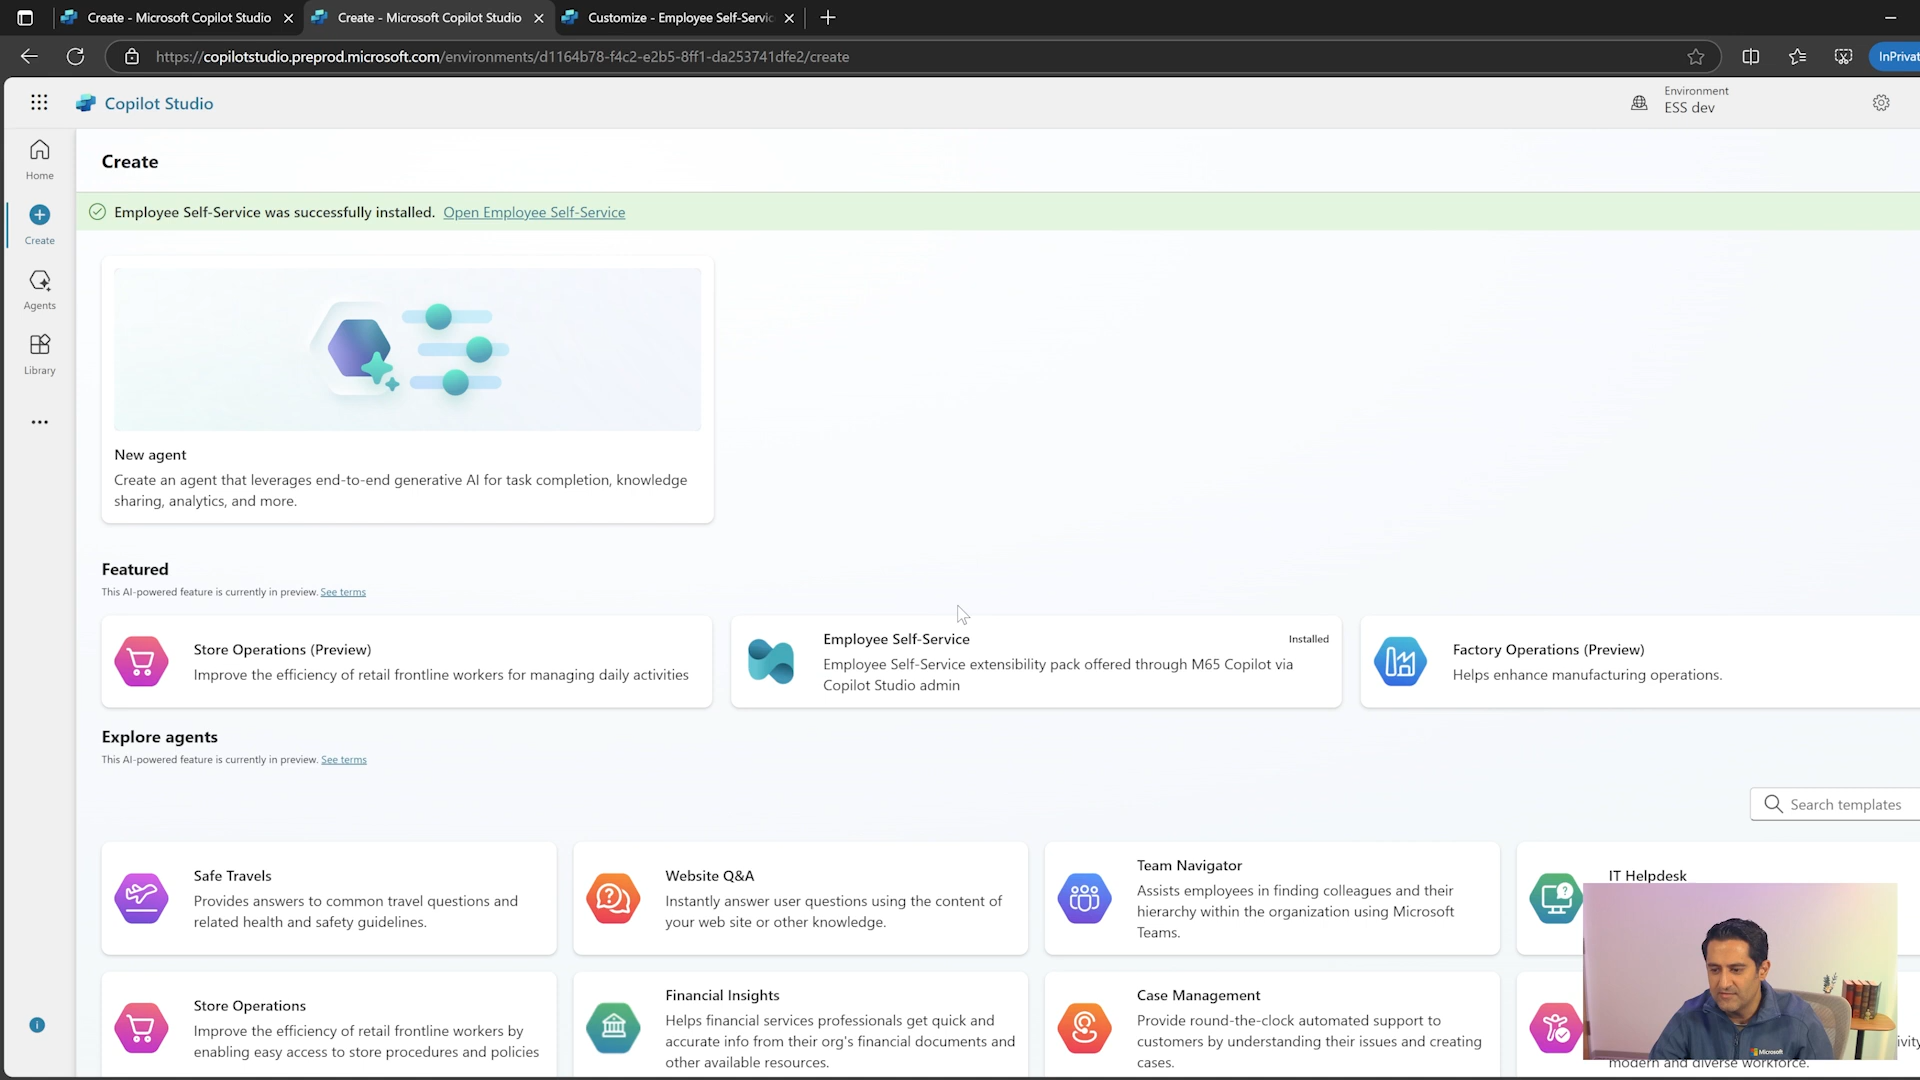 Create - Microsoft Copilot Studio
Create - Microsoft Copilot Studio
Customize - Employee Self-Servic
https://copilotstudio.preprod.microsoft.com/environments/d1164b78-f4c2-e2b5-8ff1-da253741dfe2/create
InPrivat
Copilot Studio
Environment
ESS dev
Home
Create
Agents
Library
Create
Employee Self-Service was successfully installed. Open Employee Self-Service
New agent
Create an agent that leverages end-to-end generative AI for task completion, knowledge
sharing, analytics, and more.
Featured
This AI-powered feature is currently in preview. See terms
Store Operations (Preview)
Improve the efficiency of retail frontline workers for managing daily activities
Employee Self-Service
Installed
Employee Self-Service extensibility pack offered through M65 Copilot via
Copilot Studio admin
Factory Operations (Preview)
Helps enhance manufacturing operations.
Explore agents
This AI-powered feature is currently in preview. See terms
Search templates
Safe Travels
Provides answers to common travel questions and
related health and safety guidelines.
Website Q&A
Instantly answer user questions using the content of
your web site or other knowledge.
Team Navigator
Assists employees in finding colleagues and their
hierarchy within the organization using Microsoft
Teams.
IT Helpdesk
Store Operations
Improve the efficiency of retail frontline workers by
enabling easy access to store procedures and policies
Financial Insights
Helps financial services professionals get quick and
accurate info from their org's financial documents and
other available resources.
Case Management
Provide round-the-clock automated support to
customers by understanding their issues and creating
cases.
modern and diverse workforce.
Microsoft